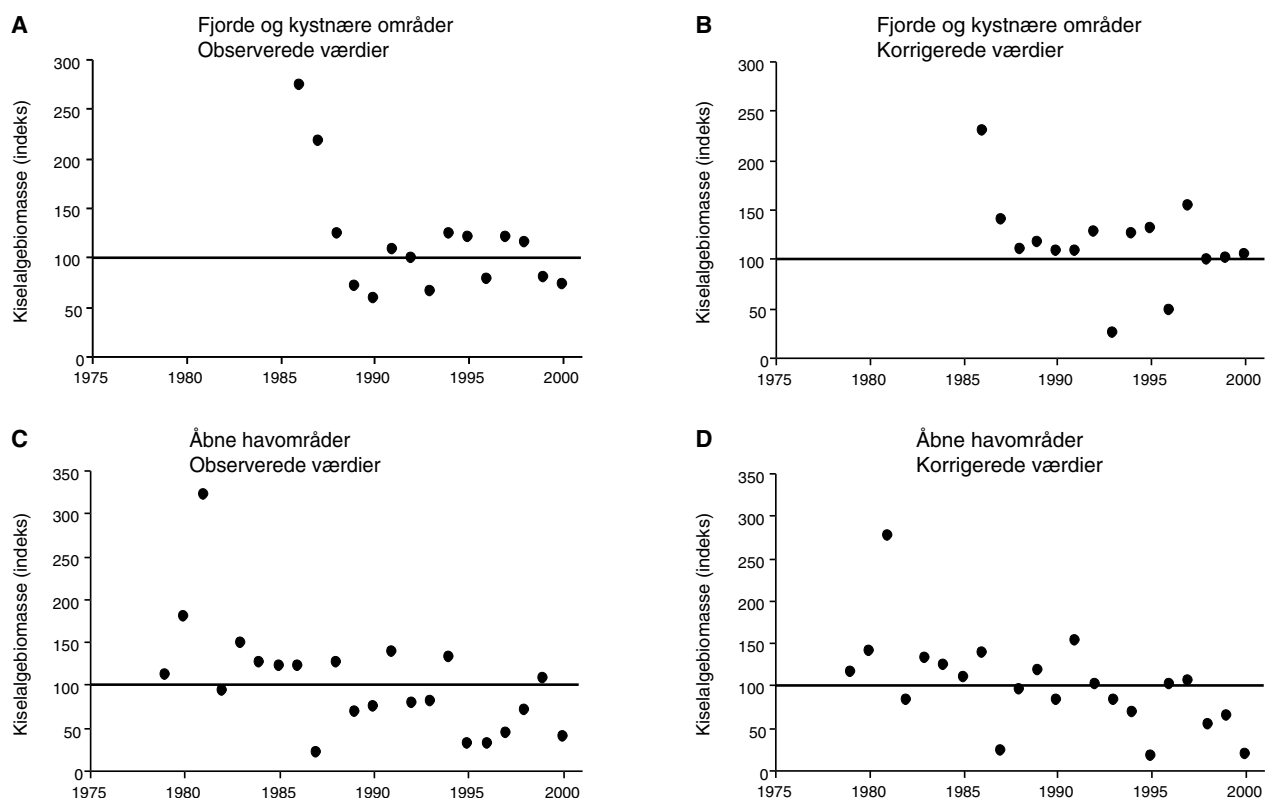 A
Fjorde og kystnære områder
Observerede værdier
Kiselalgebiomasse (indeks)
300
250
200
150
100
50
0
1975 1980 1985 1990 1995 2000
B
Fjorde og kystnære områder
Korrigerede værdier
Kiselalgebiomasse (indeks)
300
250
200
150
100
50
0
1975 1980 1985 1990 1995 2000
C
Åbne havområder
Observerede værdier
Kiselalgebiomasse (indeks)
350
300
250
200
150
100
50
0
1975 1980 1985 1990 1995 2000
D
Åbne havområder
Korrigerede værdier
Kiselalgebiomasse (indeks)
350
300
250
200
150
100
50
0
1975 1980 1985 1990 1995 2000